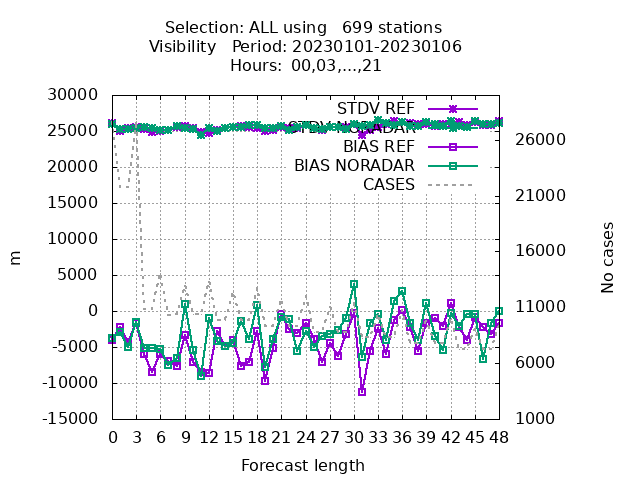 Selection: ALL using   699 stations
Visibility   Period: 20230101-20230106
Hours:  00,03,...,21
30000
25000
20000
15000
10000
5000
0
-5000
-10000
-15000
m
STDV REF
STDV NORADAR
BIAS REF
BIAS NORADAR
CASES
26000
21000
16000
11000
6000
1000
No cases
0 3 6 9 12 15 18 21 24 27 30 33 36 39 42 45 48
Forecast length